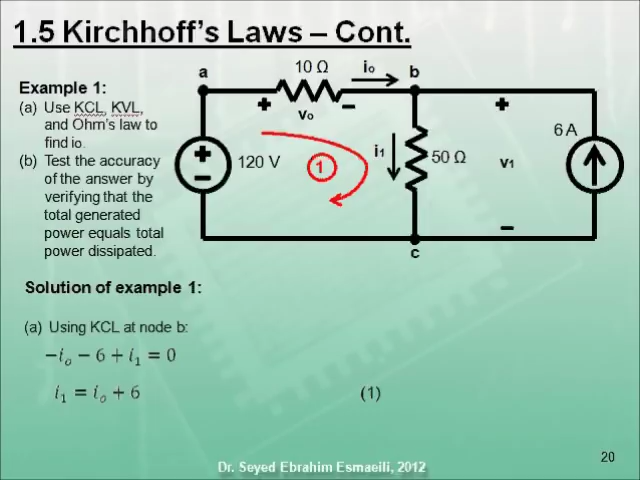 1.5 Kirchhoff's Laws – Cont.
Example 1:
(a) Use KCL, KVL,
and Ohm's law to
find io.
(b) Test the accuracy
of the answer by
verifying that the
total generated
power equals total
power dissipated.
a
10 Ω
io
b
+
–
vo
+
–
120 V
1
i1
50 Ω
+
v1
–
6 A
c
Solution of example 1:
(a) Using KCL at node b:
−i₀ − 6 + i₁ = 0
i₁ = i₀ + 6 (1)
20
Dr. Seyed Ebrahim Esmaeili, 2012